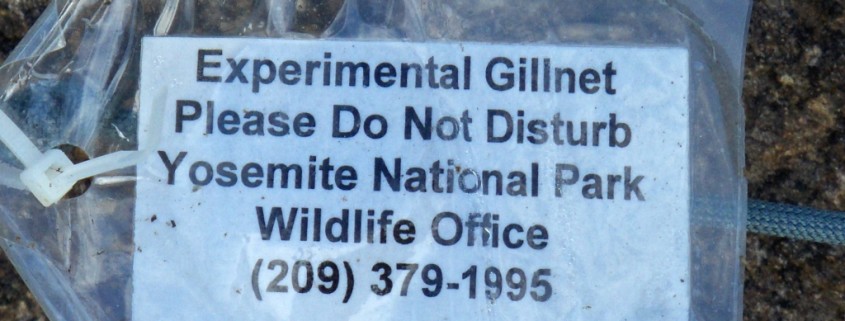 Experimental Gillnet
Please Do Not Disturb
Yosemite National Park
Wildlife Office
(209) 379-1995